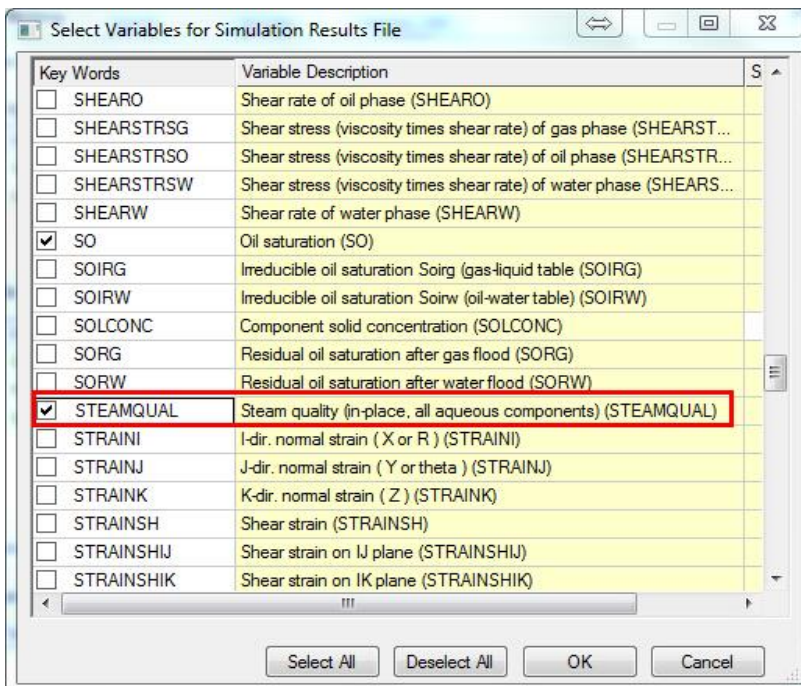 Select Variables for Simulation Results File
Key Words Variable Description S
SHEARO Shear rate of oil phase (SHEARO)
SHEARSTRSG Shear stress (viscosity times shear rate) of gas phase (SHEARST...
SHEARSTRSO Shear stress (viscosity times shear rate) of oil phase (SHEARSTR...
SHEARSTRSW Shear stress (viscosity times shear rate) of water phase (SHEARS...
SHEARW Shear rate of water phase (SHEARW)
SO Oil saturation (SO)
SOIRG Irreducible oil saturation Soirg (gas-liquid table (SOIRG)
SOIRW Irreducible oil saturation Soirw (oil-water table) (SOIRW)
SOLCONC Component solid concentration (SOLCONC)
SORG Residual oil saturation after gas flood (SORG)
SORW Residual oil saturation after water flood (SORW)
STEAMQUAL Steam quality (in-place, all aqueous components) (STEAMQUAL)
STRAINI I-dir. normal strain ( X or R ) (STRAINI)
STRAINJ J-dir. normal strain ( Y or theta ) (STRAINJ)
STRAINK K-dir. normal strain ( Z ) (STRAINK)
STRAINSH Shear strain (STRAINSH)
STRAINSHIJ Shear strain on IJ plane (STRAINSHIJ)
STRAINSHIK Shear strain on IK plane (STRAINSHIK)
Select All Deselect All OK Cancel